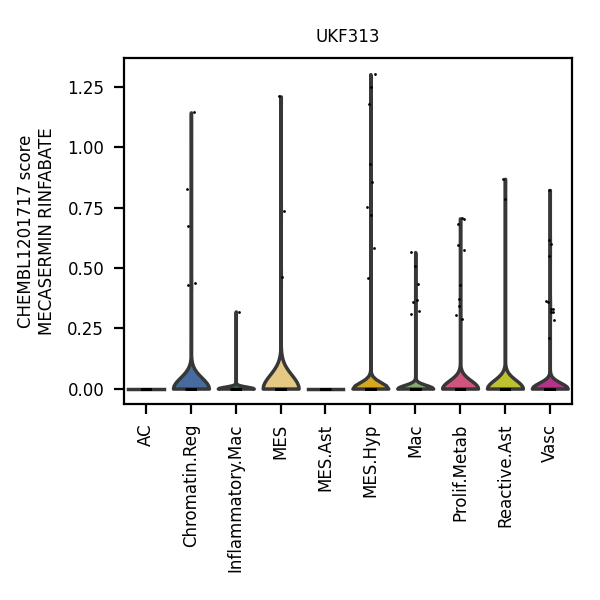 UKF313
CHEMBL1201717 score
MECASERMIN RINFABATE
1.25
1.00
0.75
0.50
0.25
0.00
AC
Chromatin.Reg
Inflammatory.Mac
MES
MES.Ast
MES.Hyp
Mac
Prolif.Metab
Reactive.Ast
Vasc